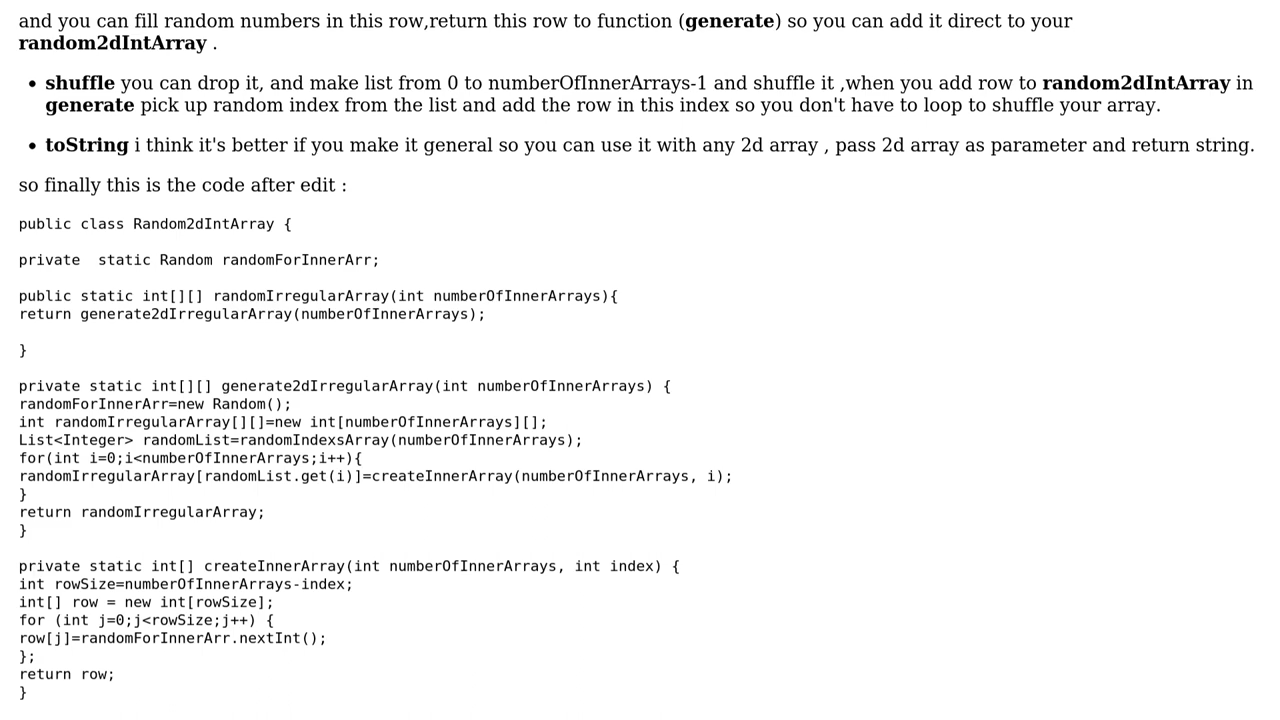 and you can fill random numbers in this row,return this row to function (generate) so you can add it direct to your
random2dIntArray .
• shuffle you can drop it, and make list from 0 to numberOfInnerArrays-1 and shuffle it ,when you add row to random2dIntArray in
generate pick up random index from the list and add the row in this index so you don't have to loop to shuffle your array.
• toString i think it's better if you make it general so you can use it with any 2d array , pass 2d array as parameter and return string.
so finally this is the code after edit :
public class Random2dIntArray {
private  static Random randomForInnerArr;
public static int[][] randomIrregularArray(int numberOfInnerArrays){
return generate2dIrregularArray(numberOfInnerArrays);
}
private static int[][] generate2dIrregularArray(int numberOfInnerArrays) {
randomForInnerArr=new Random();
int randomIrregularArray[][]=new int[numberOfInnerArrays][];
List<Integer> randomList=randomIndexsArray(numberOfInnerArrays);
for(int i=0;i<numberOfInnerArrays;i++){
randomIrregularArray[randomList.get(i)]=createInnerArray(numberOfInnerArrays, i);
}
return randomIrregularArray;
}
private static int[] createInnerArray(int numberOfInnerArrays, int index) {
int rowSize=numberOfInnerArrays-index;
int[] row = new int[rowSize];
for (int j=0;j<rowSize;j++) {
row[j]=randomForInnerArr.nextInt();
};
return row;
}